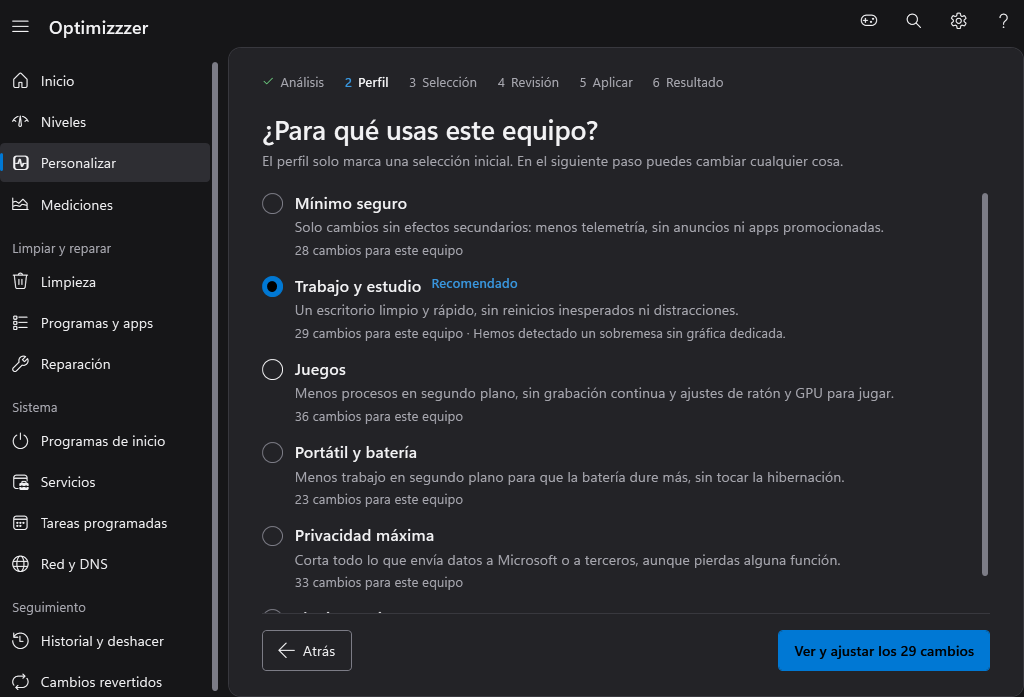 Optimizzzer
?
Inicio
Niveles
Personalizar
Mediciones
Limpiar y reparar
Limpieza
Programas y apps
Reparación
Sistema
Programas de inicio
Servicios
Tareas programadas
Red y DNS
Seguimiento
Historial y deshacer
Cambios revertidos
Análisis 2 Perfil 3 Selección 4 Revisión 5 Aplicar 6 Resultado
¿Para qué usas este equipo?
El perfil solo marca una selección inicial. En el siguiente paso puedes cambiar cualquier cosa.
Mínimo seguro
Solo cambios sin efectos secundarios: menos telemetría, sin anuncios ni apps promocionadas.
28 cambios para este equipo
Trabajo y estudio Recomendado
Un escritorio limpio y rápido, sin reinicios inesperados ni distracciones.
29 cambios para este equipo · Hemos detectado un sobremesa sin gráfica dedicada.
Juegos
Menos procesos en segundo plano, sin grabación continua y ajustes de ratón y GPU para jugar.
36 cambios para este equipo
Portátil y batería
Menos trabajo en segundo plano para que la batería dure más, sin tocar la hibernación.
23 cambios para este equipo
Privacidad máxima
Corta todo lo que envía datos a Microsoft o a terceros, aunque pierdas alguna función.
33 cambios para este equipo
Atrás
Ver y ajustar los 29 cambios